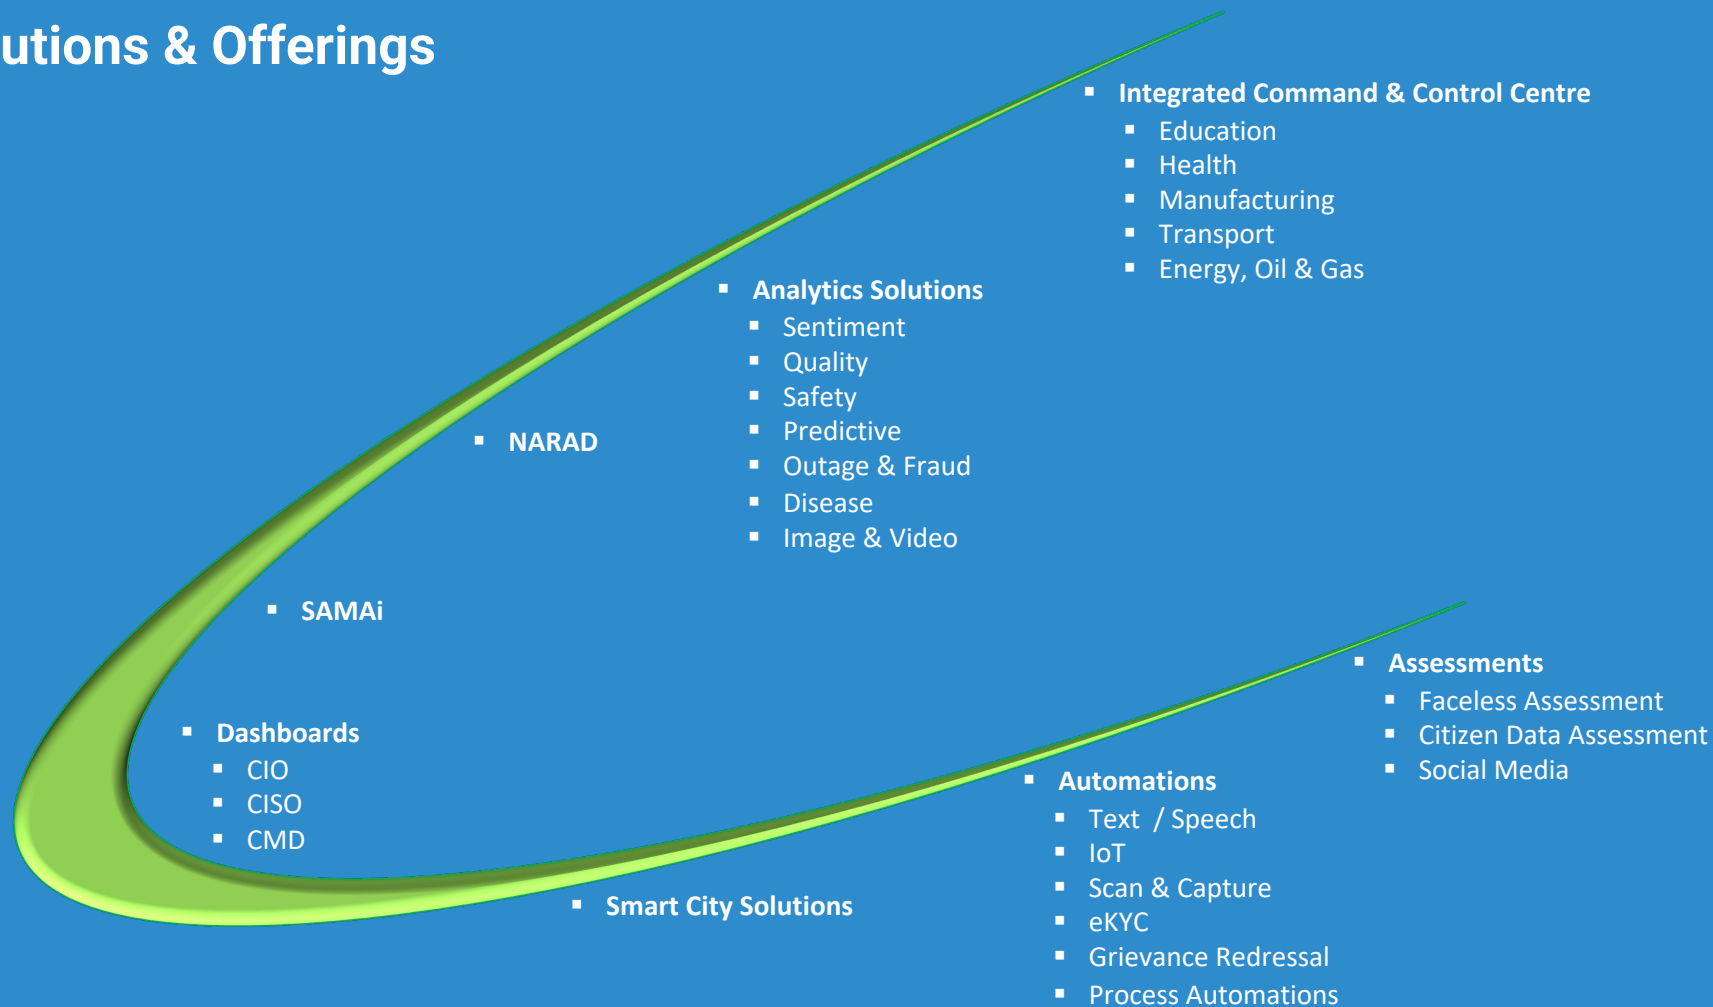 utions & Offerings
Integrated Command & Control Centre
Education
Health
Manufacturing
Transport
Energy, Oil & Gas
Analytics Solutions
Sentiment
Quality
Safety
Predictive
Outage & Fraud
Disease
Image & Video
NARAD
SAMAi
Dashboards
CIO
CISO
CMD
Smart City Solutions
Automations
Text / Speech
IoT
Scan & Capture
eKYC
Grievance Redressal
Process Automations
Assessments
Faceless Assessment
Citizen Data Assessment
Social Media